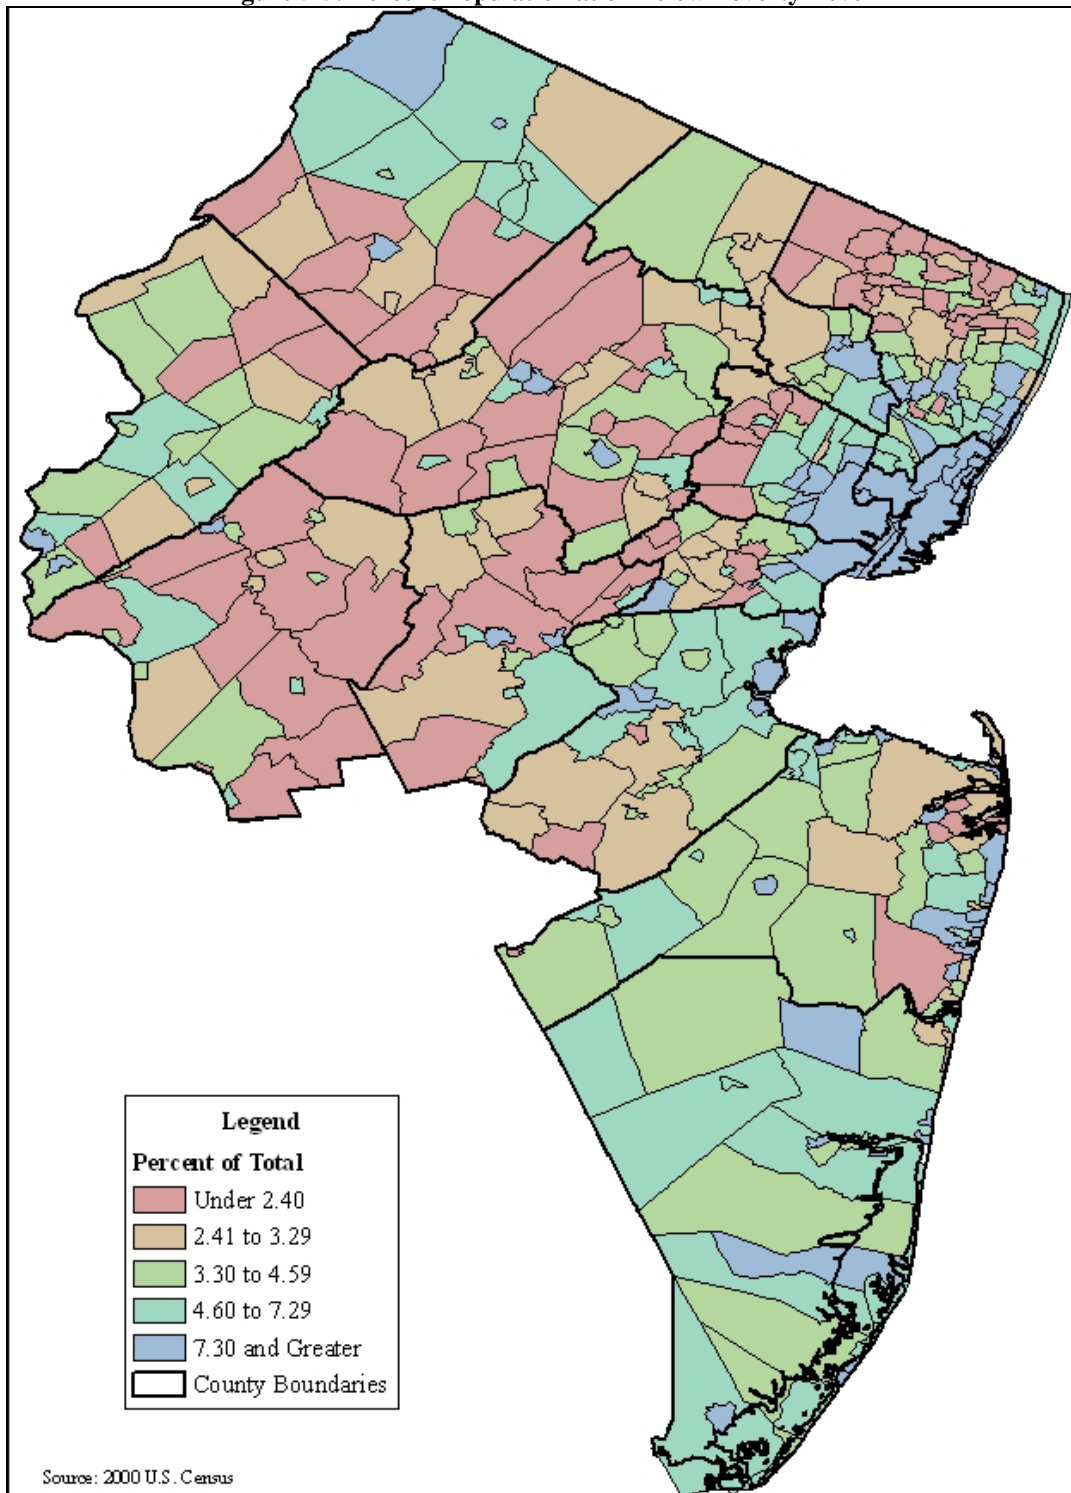 Legend
Percent of Total
Under 2.40
2.41 to 3.29
3.30 to 4.59
4.60 to 7.29
7.30 and Greater
County Boundaries
Source: 2000 U.S. Census